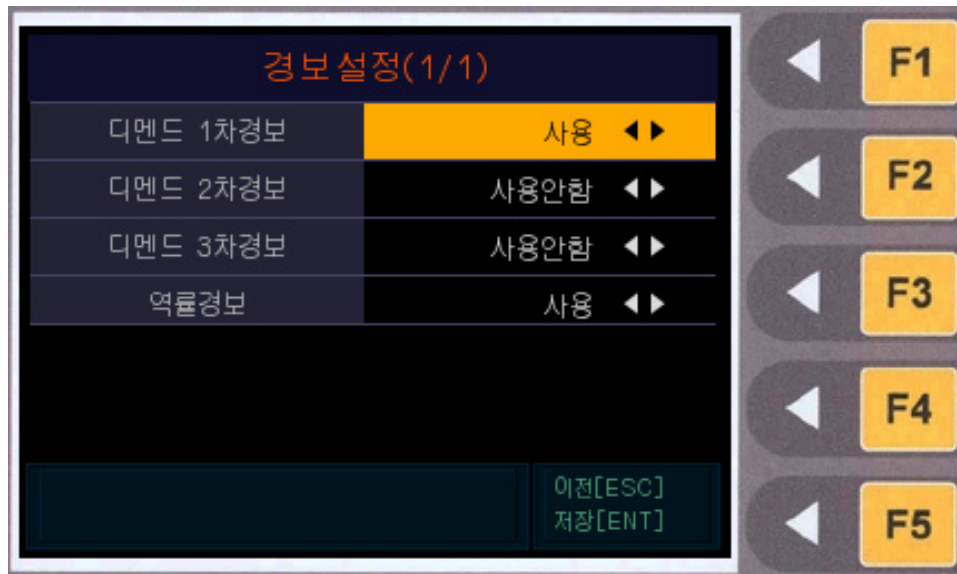 경보설정(1/1)
디멘드 1차경보 사용
디멘드 2차경보 사용안함
디멘드 3차경보 사용안함
역률경보 사용
이전[ESC]
저장[ENT]
F1
F2
F3
F4
F5